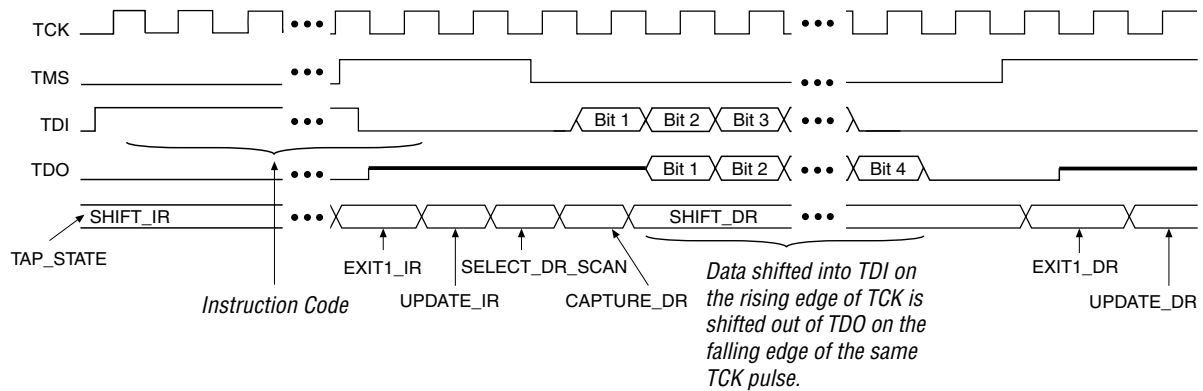 TCK
TMS
TDI
Bit 1 Bit 2 Bit 3
TDO
Bit 1 Bit 2 Bit 4
SHIFT_IR SHIFT_DR
TAP_STATE
EXIT1_IR SELECT_DR_SCAN
EXIT1_DR
Instruction Code
UPDATE_IR CAPTURE_DR
UPDATE_DR
Data shifted into TDI on
the rising edge of TCK is
shifted out of TDO on the
falling edge of the same
TCK pulse.